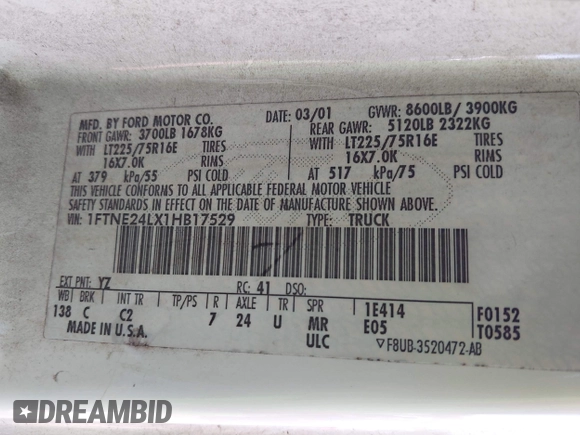 MFD. BY FORD MOTOR CO.
DATE: 03/01 GVWR: 8600LB/ 3900KG
FRONT GAWR: 3700LB 1678KG
REAR GAWR: 5120LB 2322KG
WITH LT225/75R16E TIRES
WITH LT225/75R16E TIRES
16X7.0K RIMS
16X7.0K RIMS
AT 379 kPa/55 PSI COLD
AT 517 kPa/75 PSI COLD
THIS VEHICLE CONFORMS TO ALL APPLICABLE FEDERAL MOTOR VEHICLE
SAFETY STANDARDS IN EFFECT ON THE DATE OF MANUFACTURE SHOWN ABOVE.
VIN: 1FTNE24LX1HB17529
TYPE: TRUCK
EXT PNT: YZ RC: 41 DSO:
WB BRK INT TR TP/PS R AXLE TR SPR
138 C C2 7 24 U MR
ULC
1E414
E05
F0152
T0585
MADE IN U.S.A.
▽F8UB-3520472-AB
DREAMBID